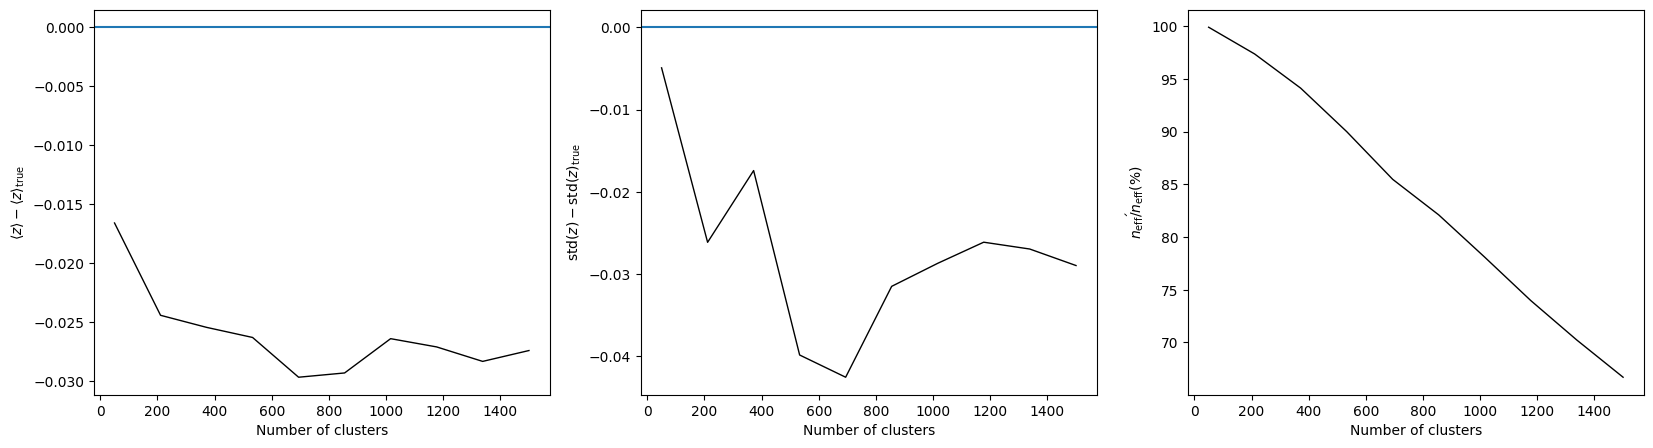 0.000
−0.005
−0.010
−0.015
−0.020
−0.025
−0.030
⟨z⟩ − ⟨z⟩true
0 200 400 600 800 1000 1200 1400
Number of clusters
0.00
−0.01
−0.02
−0.03
−0.04
std(z) − std(z)true
0 200 400 600 800 1000 1200 1400
Number of clusters
100
95
90
85
80
75
70
n′eff/neff(%)
0 200 400 600 800 1000 1200 1400
Number of clusters